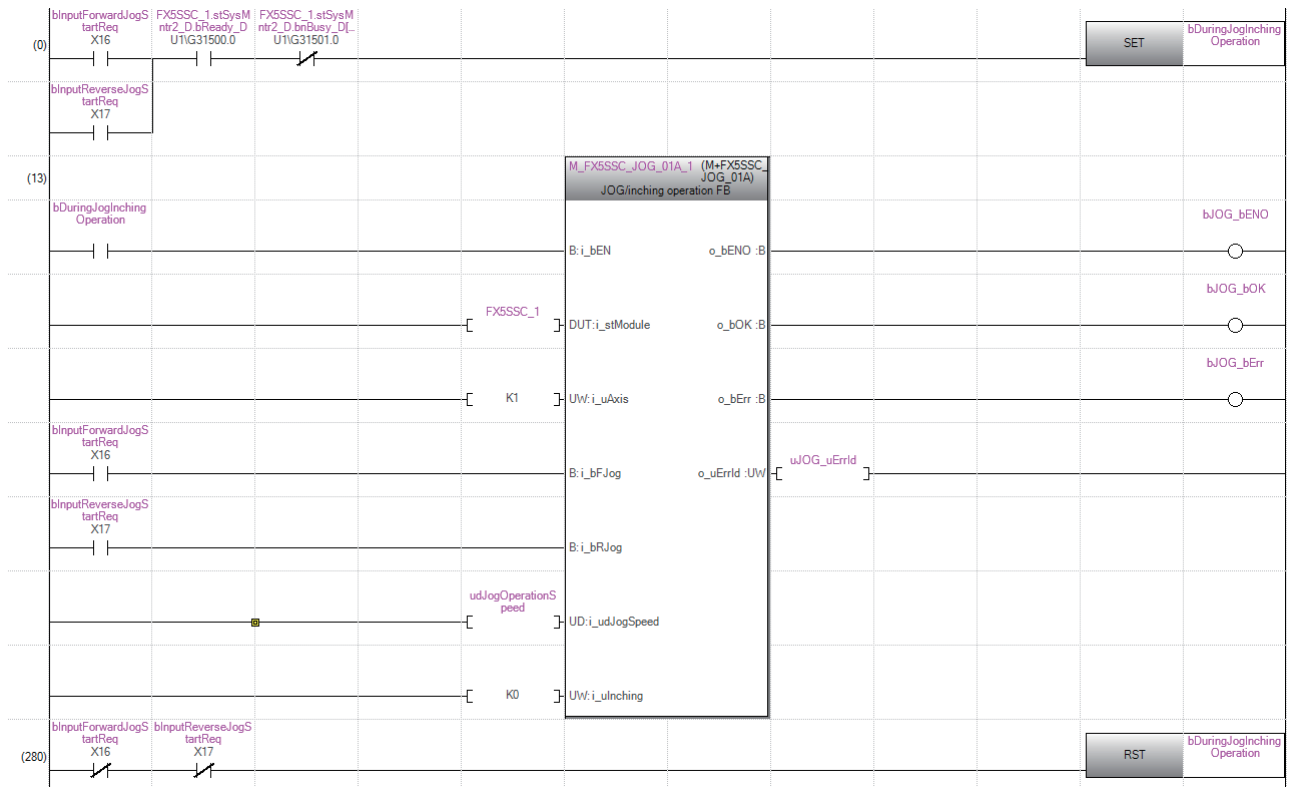 bInputForwardJogS
tartReq
X16
FX5SSC_1.stSysM
ntr2_D.bReady_D
U1\G31500.0
FX5SSC_1.stSysM
ntr2_D.bnBusy_D[...
U1\G31501.0
(0)
SET
bDuringJogInching
Operation
bInputReverseJogS
tartReq
X17
(13)
M_FX5SSC_JOG_01A_1 (M+FX5SSC_
JOG_01A)
JOG/inching operation FB
bDuringJogInching
Operation
B:i_bEN
o_bENO :B
bJOG_bENO
FX5SSC_1
DUT:i_stModule
o_bOK :B
bJOG_bOK
K1
UW:i_uAxis
o_bErr :B
bJOG_bErr
bInputForwardJogS
tartReq
X16
B:i_bFJog
o_uErrId :UW
uJOG_uErrId
bInputReverseJogS
tartReq
X17
B:i_bRJog
udJogOperationS
peed
UD:i_udJogSpeed
K0
UW:i_uInching
(280)
bInputForwardJogS
tartReq
X16
bInputReverseJogS
tartReq
X17
RST
bDuringJogInching
Operation